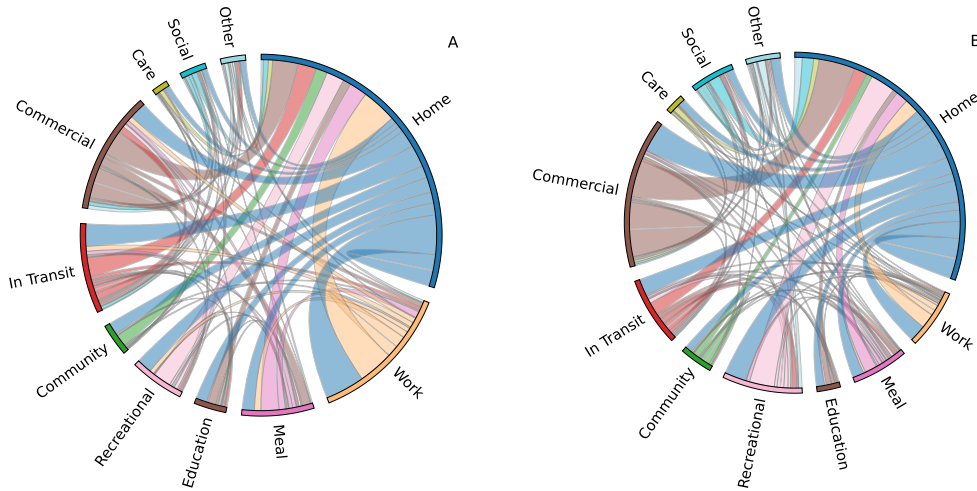 A
Home
Work
Meal
Education
Recreational
Community
In Transit
Commercial
Care
Social
Other
B
Home
Work
Meal
Education
Recreational
Community
In Transit
Commercial
Care
Social
Other